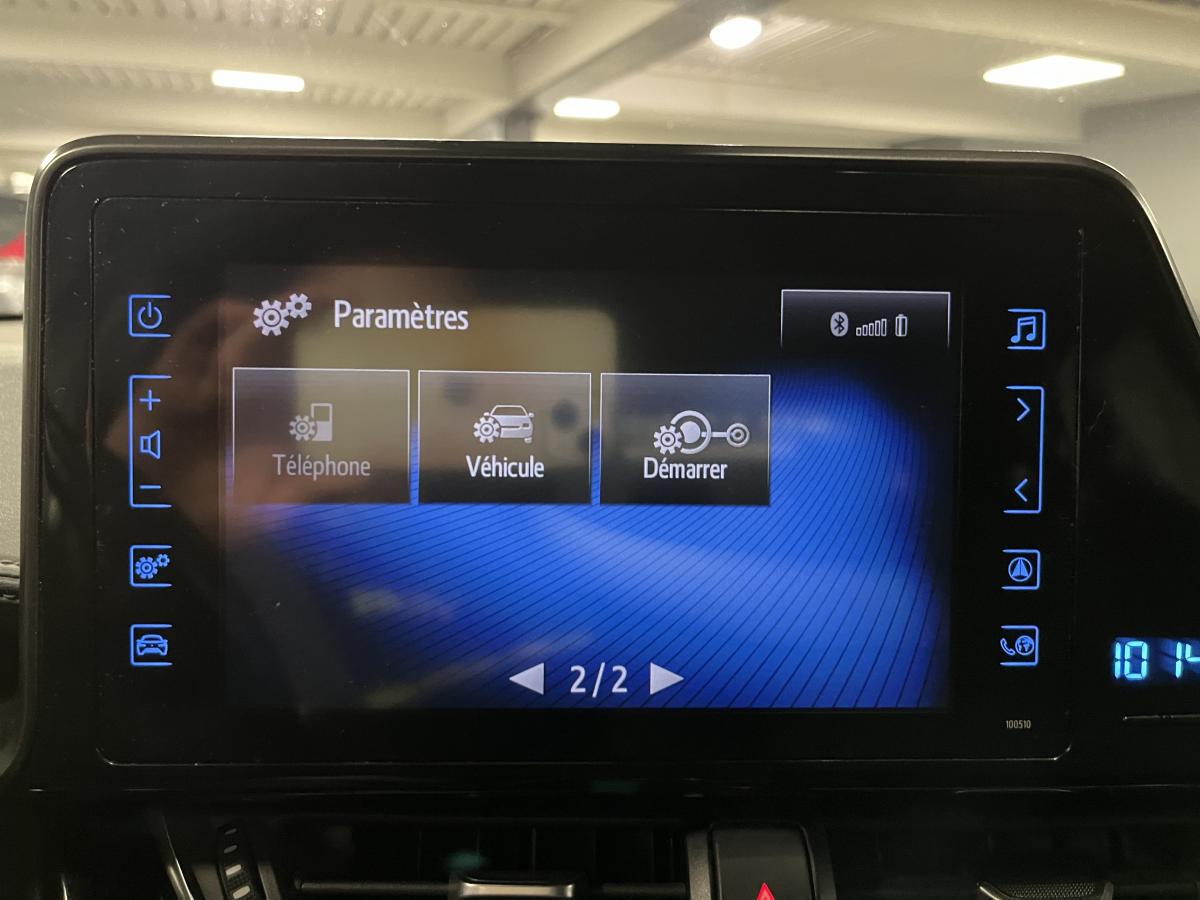 Paramètres
Téléphone
Véhicule
Démarrer
2/2
100510
10 14